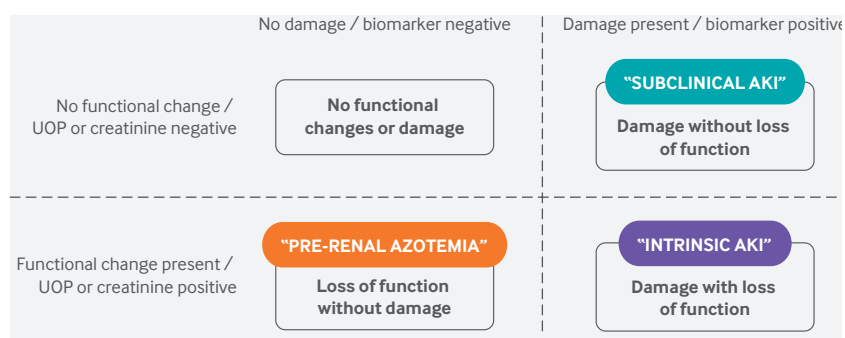 No damage / biomarker negative
Damage present / biomarker positive
No functional change /
UOP or creatinine negative
No functional
changes or damage
“SUBCLINICAL AKI”
Damage without loss
of function
Functional change present /
UOP or creatinine positive
“PRE-RENAL AZOTEMIA”
Loss of function
without damage
“INTRINSIC AKI”
Damage with loss
of function